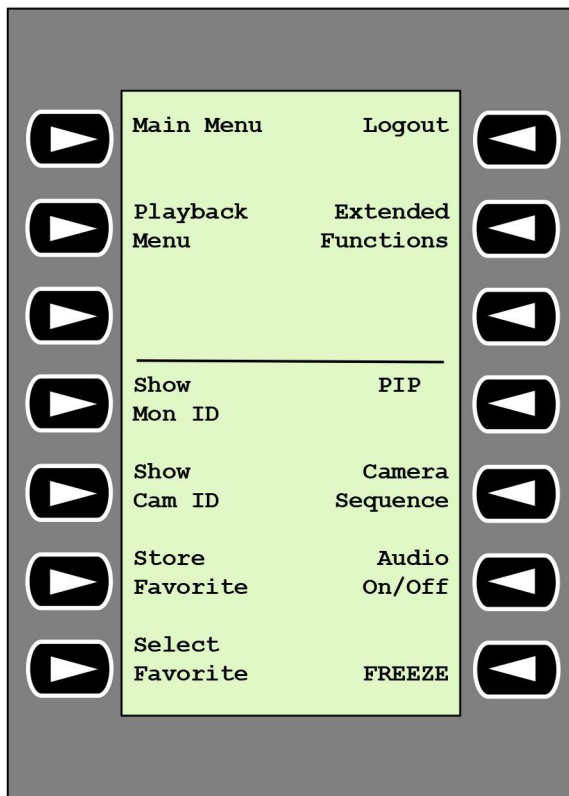 Main Menu Logout
Playback Extended
Menu Functions
Show PIP
Mon ID
Show Camera
Cam ID Sequence
Store Audio
Favorite On/Off
Select
Favorite FREEZE